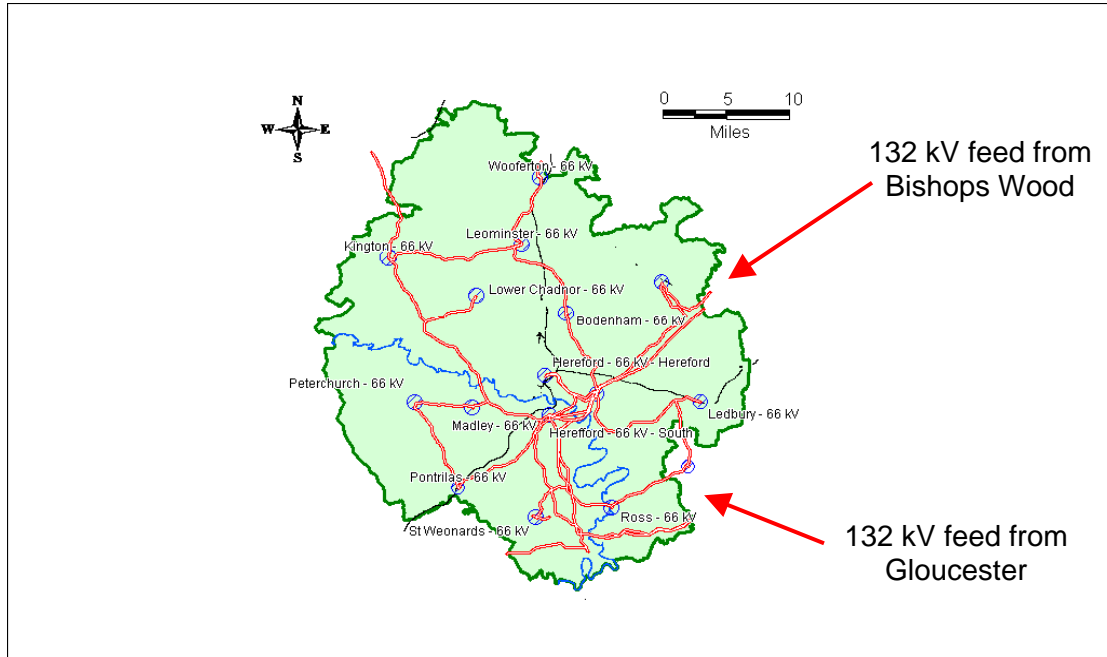 N
W E
S
0 5 10
Miles
132 kV feed from
Bishops Wood
Wooferton - 66 kV
Leominster - 66 kV
Kington - 66 kV
Lower Chadnor - 66 kV
Bodenham - 66 kV
Hereford - 66 kV - Hereford
Peterchurch - 66 kV
Ledbury - 66 kV
Madley - 66 kV
Herefford - 66 kV - South
Pontrilas - 66 kV
St Weonards - 66 kV
Ross - 66 kV
132 kV feed from
Gloucester